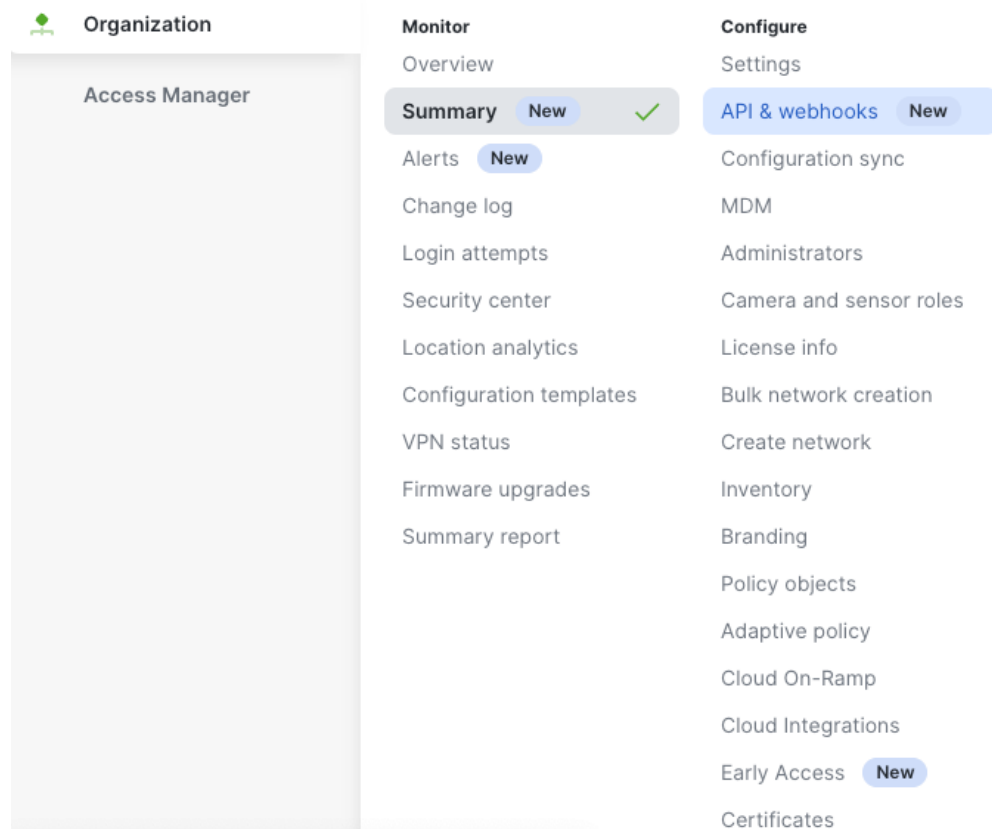 Organization
Access Manager
Monitor
Overview
Summary New
Alerts New
Change log
Login attempts
Security center
Location analytics
Configuration templates
VPN status
Firmware upgrades
Summary report
Configure
Settings
API & webhooks New
Configuration sync
MDM
Administrators
Camera and sensor roles
License info
Bulk network creation
Create network
Inventory
Branding
Policy objects
Adaptive policy
Cloud On-Ramp
Cloud Integrations
Early Access New
Certificates